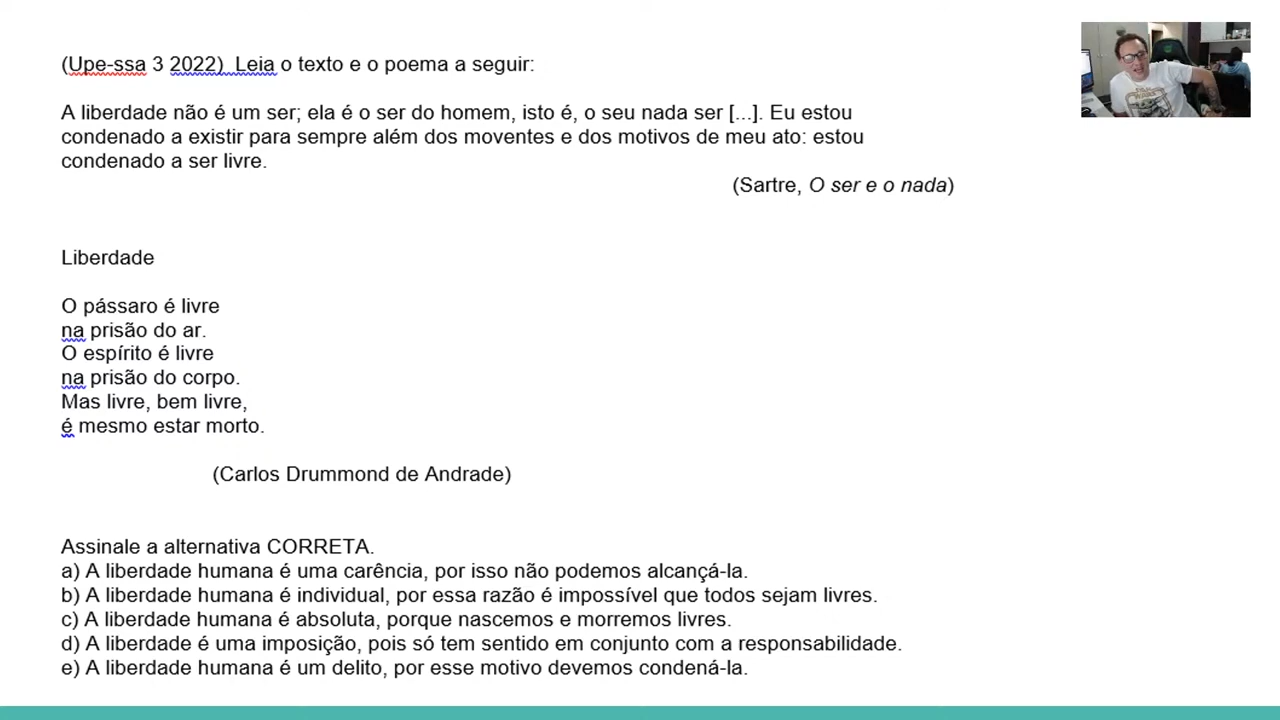 (Upe-ssa 3 2022) Leia o texto e o poema a seguir:
A liberdade não é um ser; ela é o ser do homem, isto é, o seu nada ser [...]. Eu estou
condenado a existir para sempre além dos moventes e dos motivos de meu ato: estou
condenado a ser livre.
(Sartre, O ser e o nada)
Liberdade
O pássaro é livre
na prisão do ar.
O espírito é livre
na prisão do corpo.
Mas livre, bem livre,
é mesmo estar morto.
(Carlos Drummond de Andrade)
Assinale a alternativa CORRETA.
a) A liberdade humana é uma carência, por isso não podemos alcançá-la.
b) A liberdade humana é individual, por essa razão é impossível que todos sejam livres.
c) A liberdade humana é absoluta, porque nascemos e morremos livres.
d) A liberdade é uma imposição, pois só tem sentido em conjunto com a responsabilidade.
e) A liberdade humana é um delito, por esse motivo devemos condená-la.